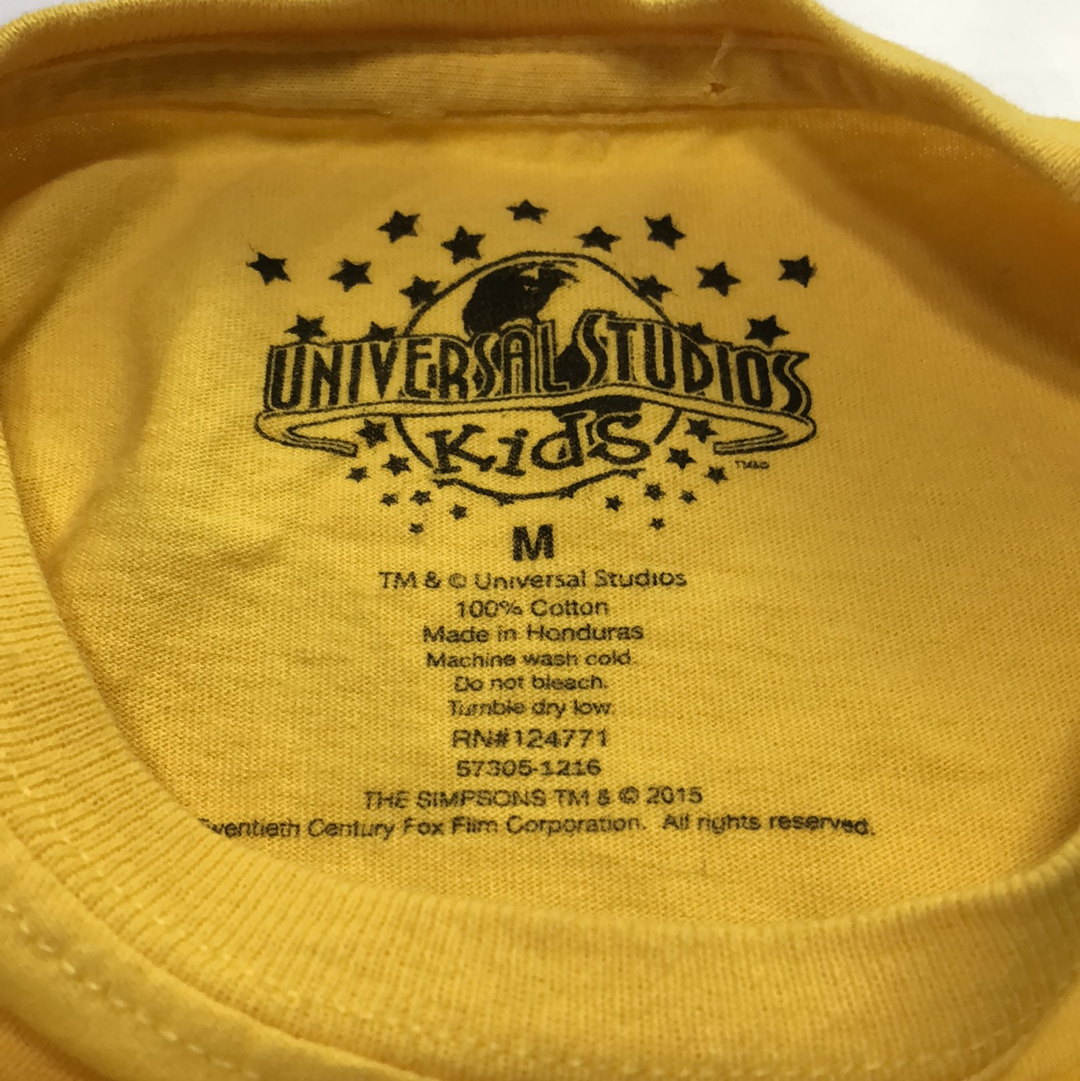 UNIVERSAL STUDIOS
Kids
M
TM & © Universal Studios
100% Cotton
Made in Honduras
Machine wash cold.
Do not bleach.
Tumble dry low.
RN#124771
57305-1216
THE SIMPSONS TM & © 2015
Twentieth Century Fox Film Corporation. All rights reserved.